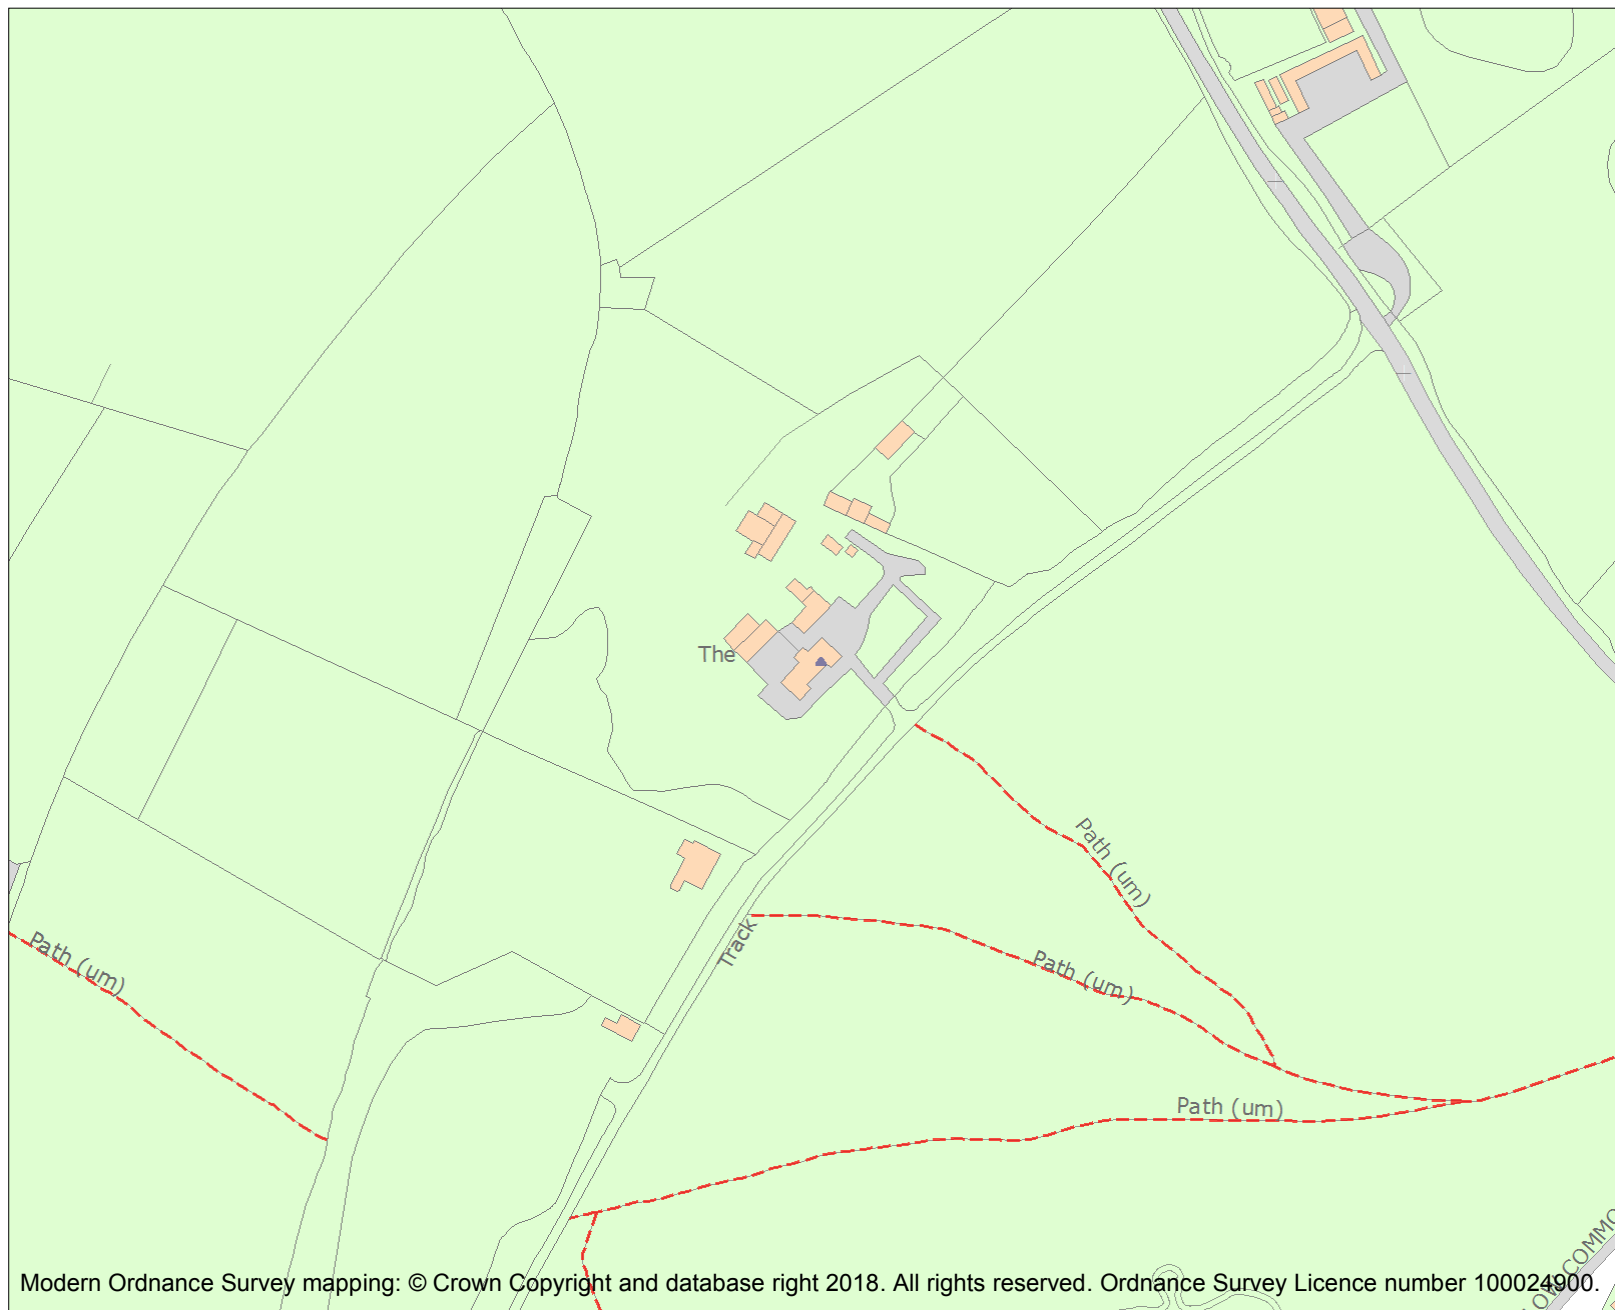 The
Path (um)
Track
Path (um)
Path (um)
Path (um)
Modern Ordnance Survey mapping: © Crown Copyright and database right 2018. All rights reserved. Ordnance Survey Licence number 100024900.